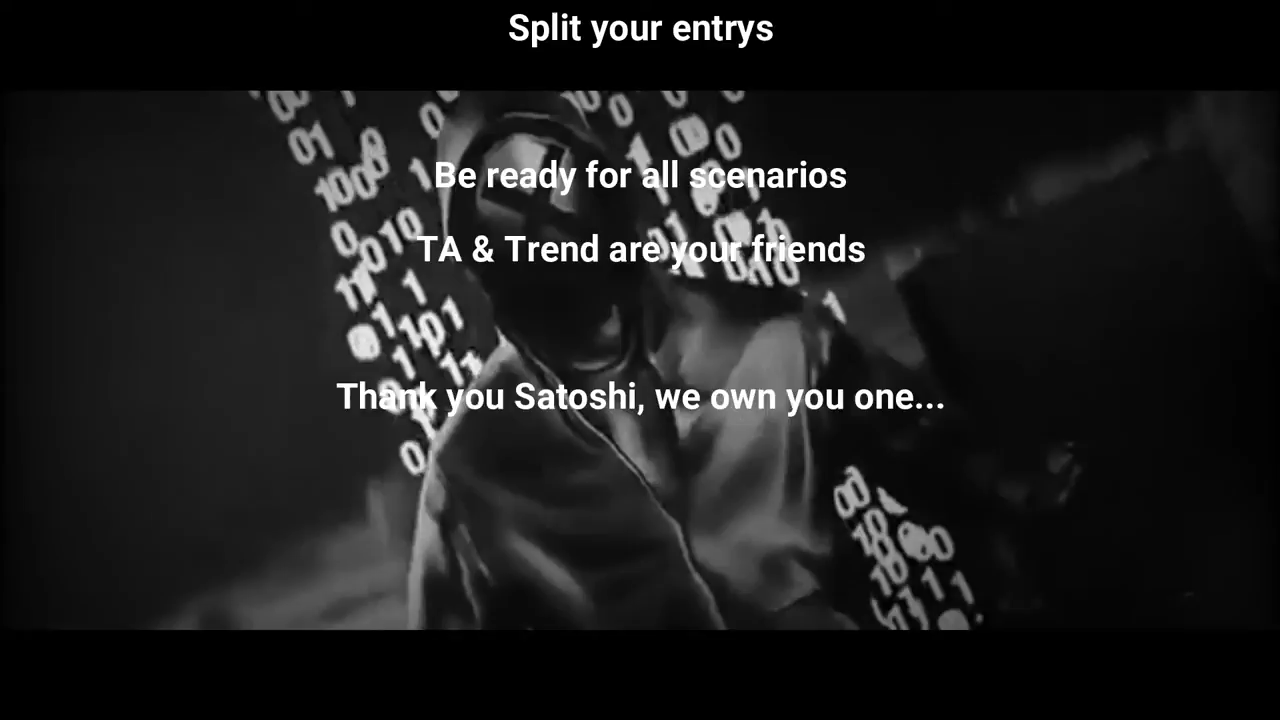 Split your entrys
Be ready for all scenarios
TA & Trend are your friends
Thank you Satoshi, we own you one...